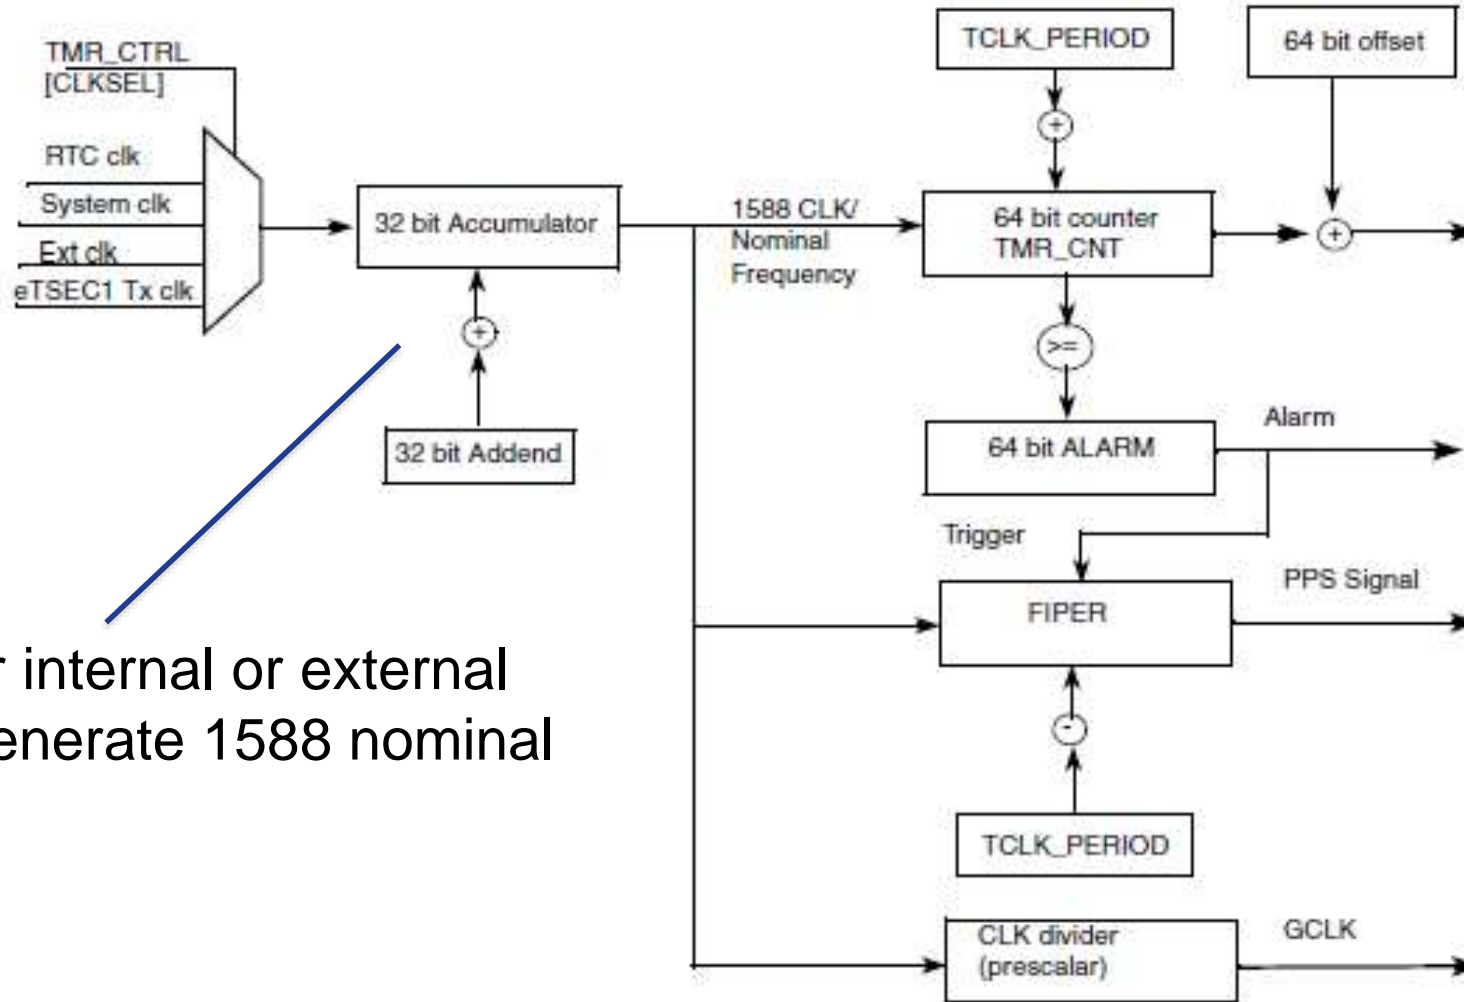 TMR_CTRL
[CLKSEL]
RTC clk
System clk
Ext clk
eTSEC1 Tx clk
32 bit Accumulator
+
32 bit Addend
1588 CLK/
Nominal
Frequency
TCLK_PERIOD
+
64 bit counter
TMR_CNT
64 bit offset
+
>=
64 bit ALARM
Alarm
Trigger
FIPER
PPS Signal
-
TCLK_PERIOD
CLK divider
(prescalar)
GCLK
r internal or external
enerate 1588 nominal